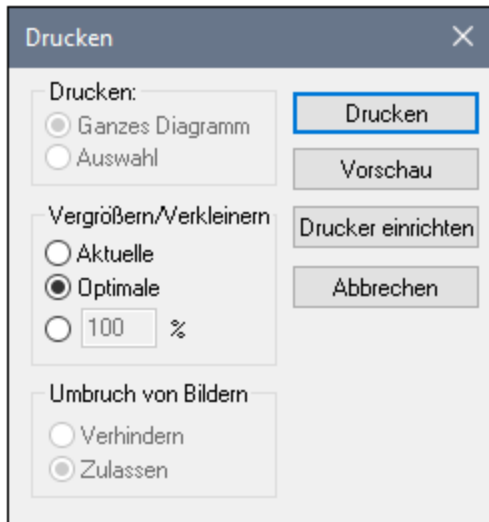 Drucken
Drucken:
Ganzes Diagramm
Auswahl
Vergrößern/Verkleinern
Aktuelle
Optimale
100 %
Umbruch von Bildern
Verhindern
Zulassen
Drucken
Vorschau
Drucker einrichten
Abbrechen